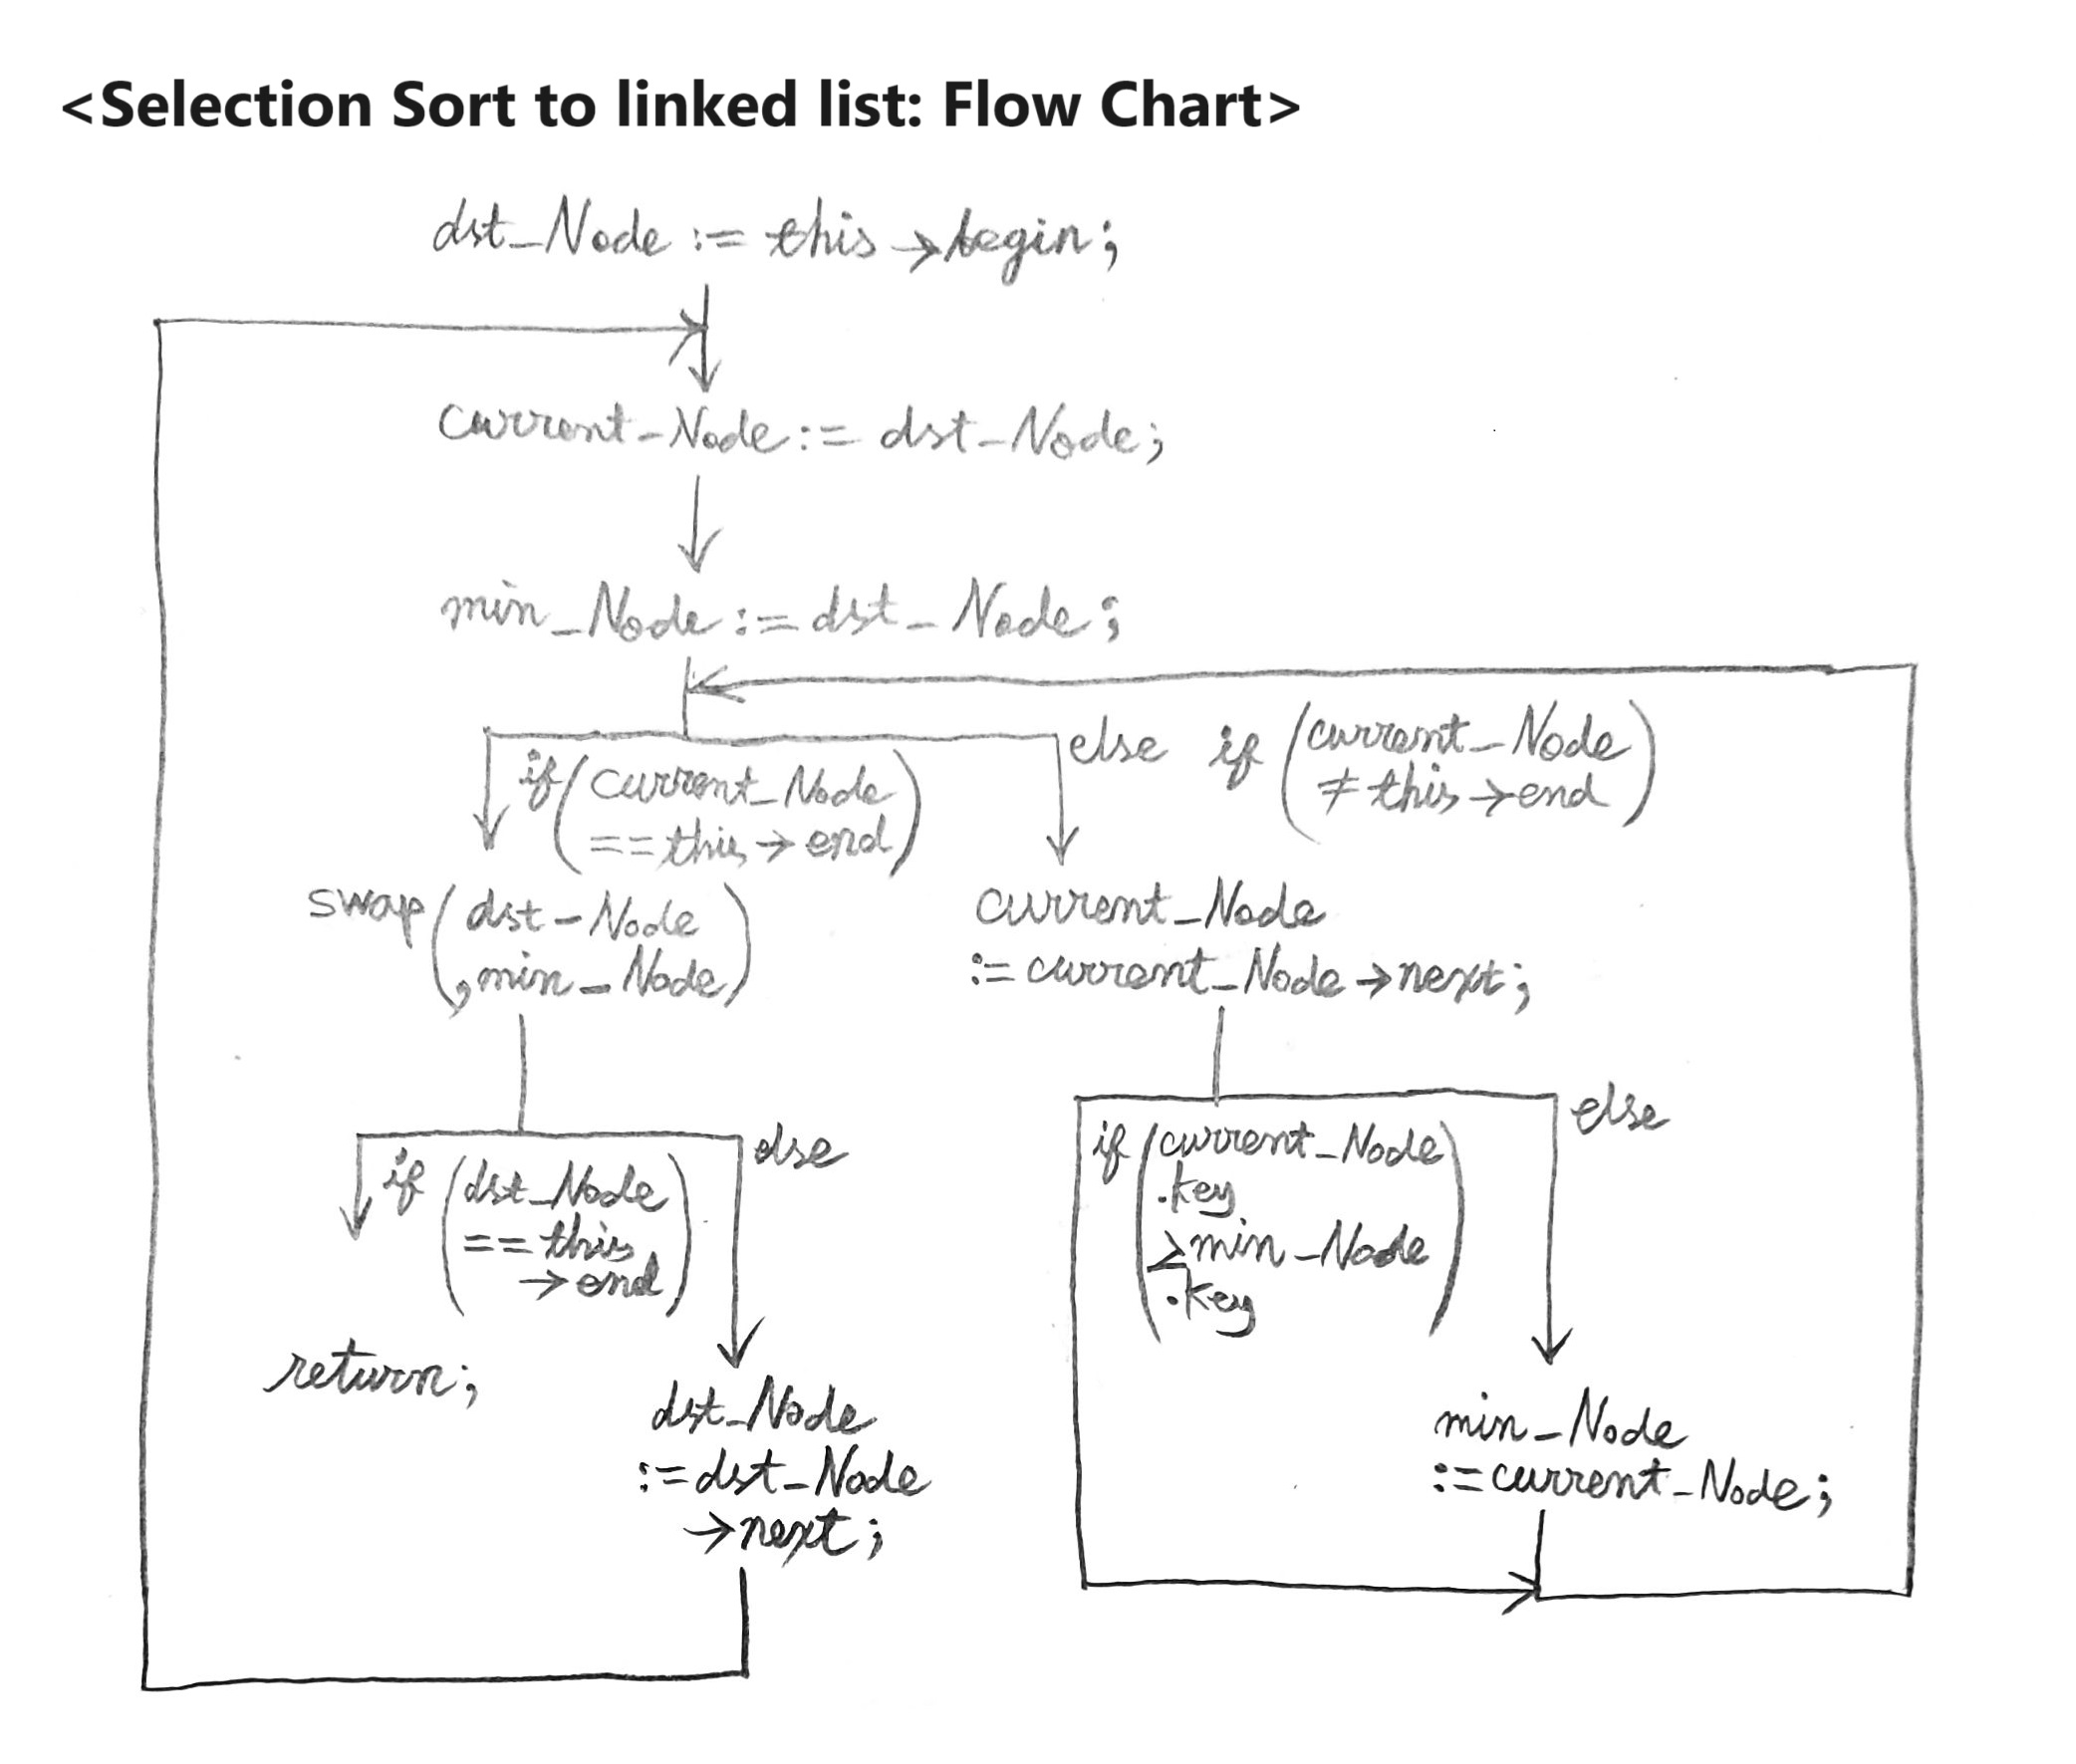 <Selection Sort to linked list: Flow Chart>
dst_Node := this→begin;
current_Node := dst_Node;
min_Node := dst_Node;
if (current_Node
== this→end)
else if (current_Node
≠ this→end)
swap (dst_Node
, min_Node)
current_Node
:= current_Node→next;
if (dst_Node
== this
→end)
else
return;
dst_Node
:= dst_Node
→next;
if (current_Node
.key
≥ min_Node
.key)
else
min_Node
:= current_Node;